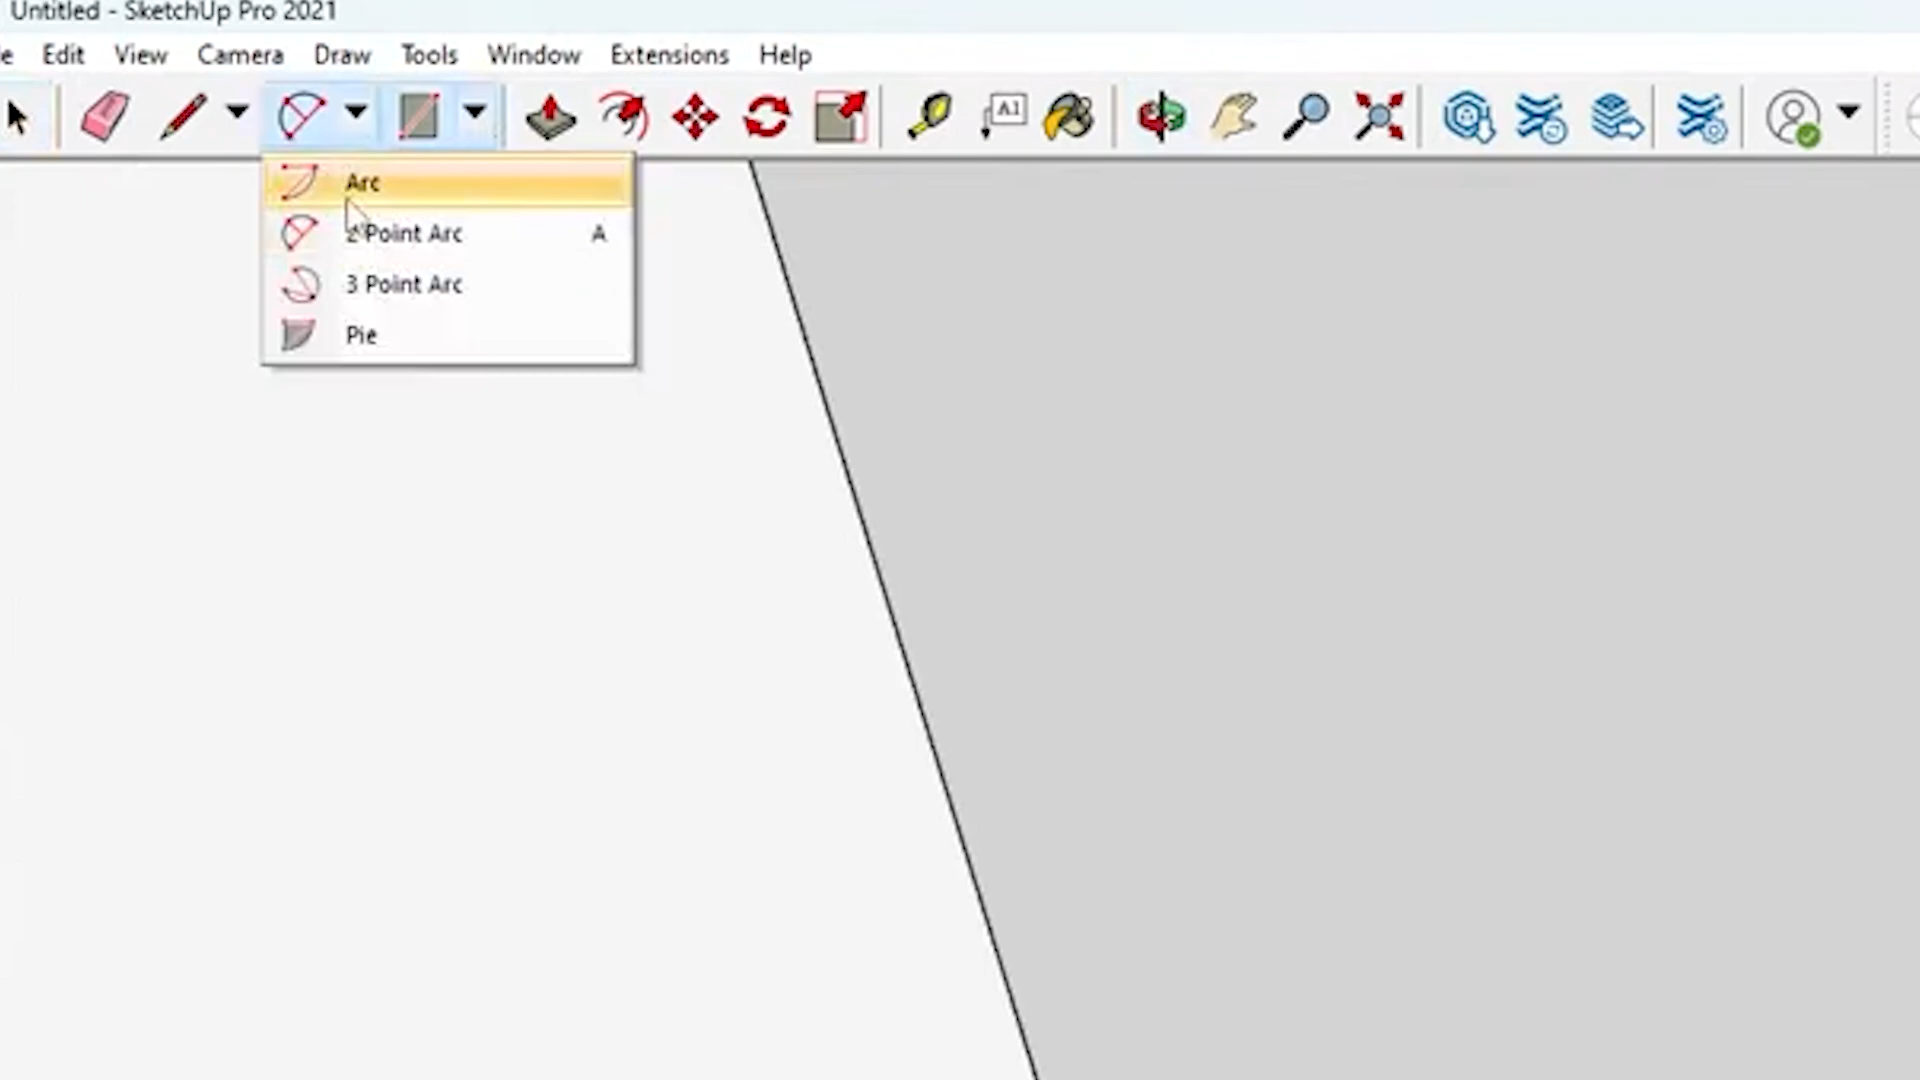 Untitled - SketchUp Pro 2021
e Edit View Camera Draw Tools Window Extensions Help
A1
Arc
2 Point Arc A
3 Point Arc
Pie